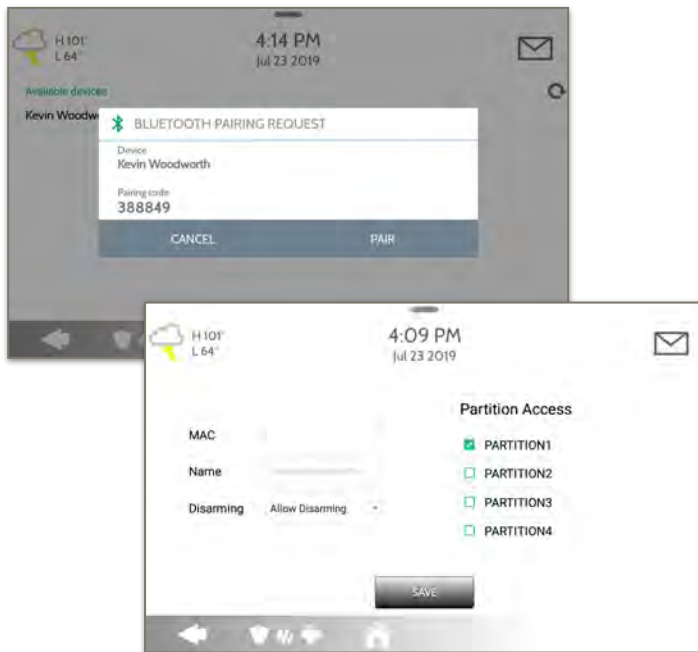 H 101°
L 64°
4:14 PM
Jul 23 2019
Available devices
Kevin Woodw
BLUETOOTH PAIRING REQUEST
Device
Kevin Woodworth
Pairing code
388849
CANCEL
PAIR
H 101°
L 64°
4:09 PM
Jul 23 2019
MAC
Name
Disarming
Allow Disarming
Partition Access
PARTITION1
PARTITION2
PARTITION3
PARTITION4
SAVE